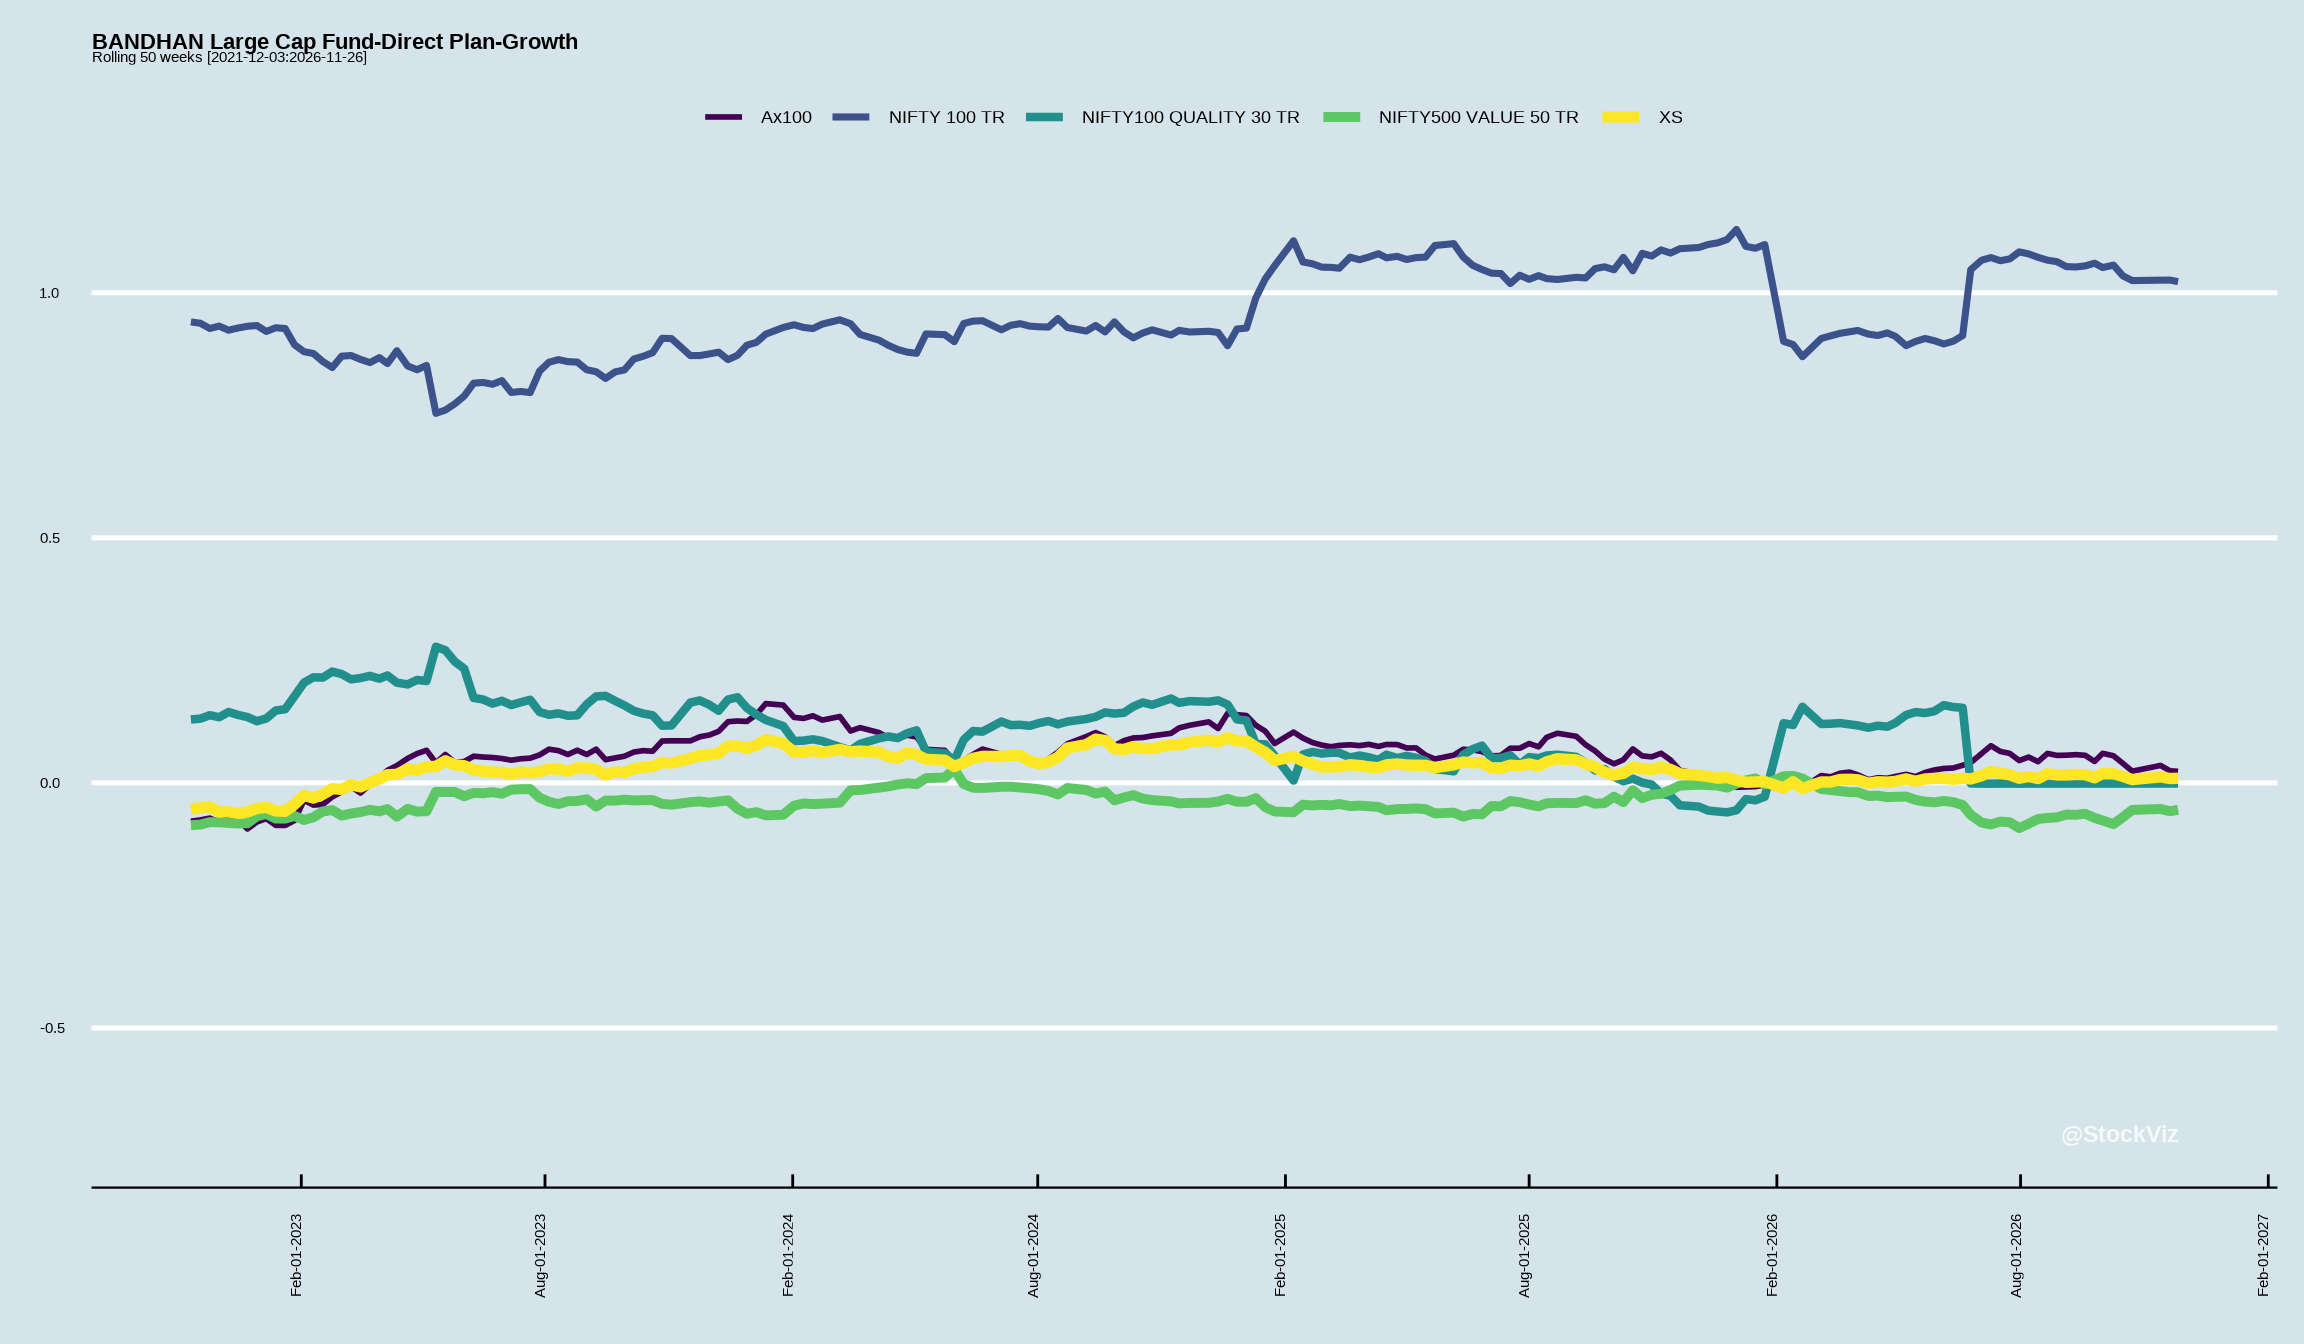 BANDHAN Large Cap Fund-Direct Plan-Growth
Rolling 50 weeks [2021-12-03:2026-11-26]
Ax100 NIFTY 100 TR NIFTY100 QUALITY 30 TR NIFTY500 VALUE 50 TR XS
1.0
0.5
0.0
-0.5
@StockViz
Feb-01-2023 Aug-01-2023 Feb-01-2024 Aug-01-2024 Feb-01-2025 Aug-01-2025 Feb-01-2026 Aug-01-2026 Feb-01-2027